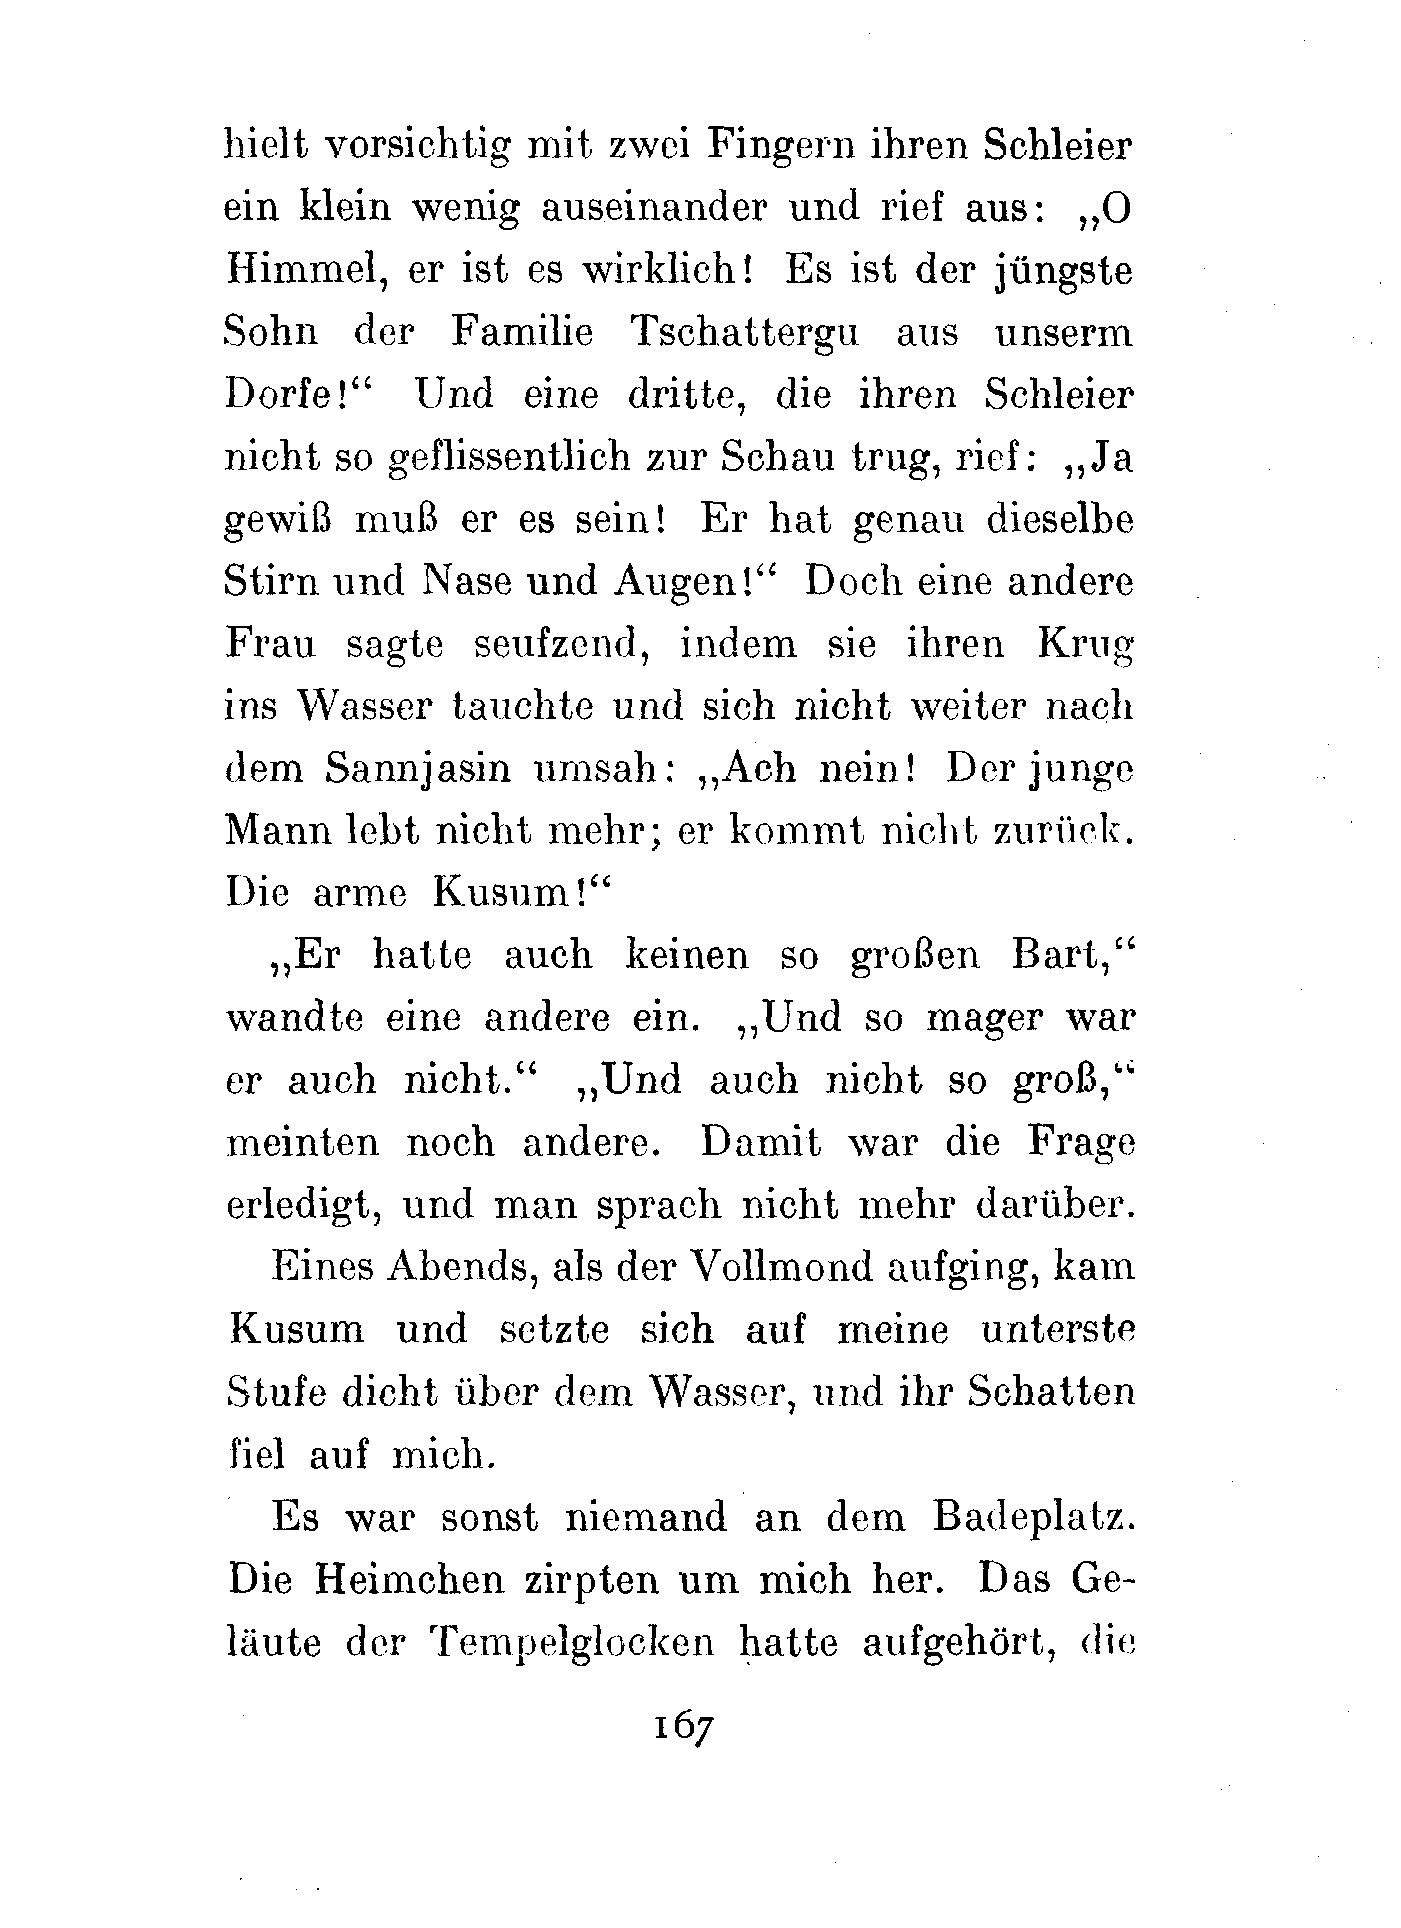 hielt vorsichtig mit zwei Fingern ihren Schleier
ein klein wenig auseinander und rief aus: „O
Himmel, er ist es wirklich! Es ist der jüngste
Sohn der Familie Tschattergu aus unserm
Dorfe!“ Und eine dritte, die ihren Schleier
nicht so geflissentlich zur Schau trug, rief: „Ja
gewiß muß er es sein! Er hat genau dieselbe
Stirn und Nase und Augen!“ Doch eine andere
Frau sagte seufzend, indem sie ihren Krug
ins Wasser tauchte und sich nicht weiter nach
dem Sannjasin umsah: „Ach nein! Der junge
Mann lebt nicht mehr; er kommt nicht zurück.
Die arme Kusum!“
„Er hatte auch keinen so großen Bart,“
wandte eine andere ein. „Und so mager war
er auch nicht.“ „Und auch nicht so groß,“
meinten noch andere. Damit war die Frage
erledigt, und man sprach nicht mehr darüber.
Eines Abends, als der Vollmond aufging, kam
Kusum und setzte sich auf meine unterste
Stufe dicht über dem Wasser, und ihr Schatten
fiel auf mich.
Es war sonst niemand an dem Badeplatz.
Die Heimchen zirpten um mich her. Das Ge-
läute der Tempelglocken hatte aufgehört, die
167